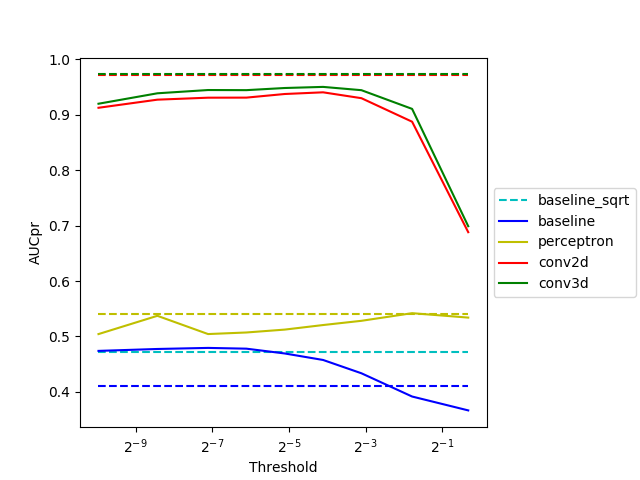 1.0
0.9
0.8
0.7
0.6
0.5
0.4
AUCpr
2⁻⁹ 2⁻⁷ 2⁻⁵ 2⁻³ 2⁻¹
Threshold
baseline_sqrt
baseline
perceptron
conv2d
conv3d